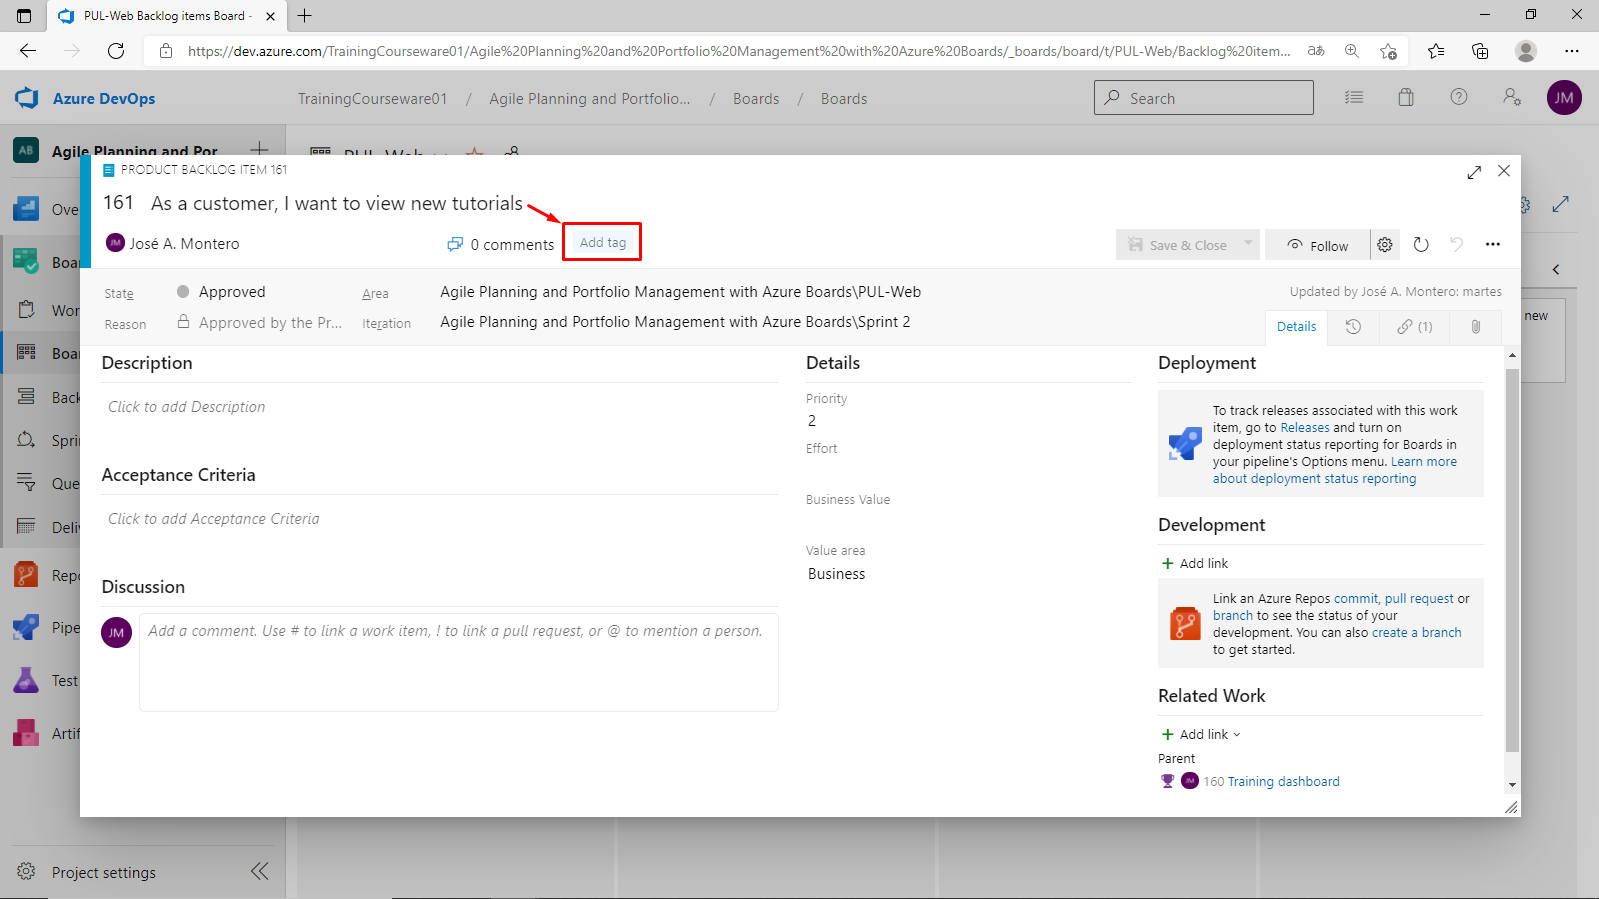 PUL-Web Backlog items Board -
https://dev.azure.com/TrainingCourseware01/Agile%20Planning%20and%20Portfolio%20Management%20with%20Azure%20Boards/_boards/board/t/PUL-Web/Backlog%20item...
Azure DevOps
TrainingCourseware01 / Agile Planning and Portfolio... / Boards / Boards
Search
JM
AB
Agile Planning and Por
PUL-Web
PRODUCT BACKLOG ITEM 161
161 As a customer, I want to view new tutorials
JM José A. Montero
0 comments
Add tag
Save & Close
Follow
State
Approved
Area
Agile Planning and Portfolio Management with Azure Boards\PUL-Web
Updated by José A. Montero: martes
Reason
Approved by the Pr...
Iteration
Agile Planning and Portfolio Management with Azure Boards\Sprint 2
Details
(1)
new
Ove
Boar
Wor
Boar
Back
Sprin
Que
Deli
Repo
Pipe
Test
Artif
Project settings
Description
Click to add Description
Acceptance Criteria
Click to add Acceptance Criteria
Discussion
JM
Add a comment. Use # to link a work item, ! to link a pull request, or @ to mention a person.
Details
Priority
2
Effort
Business Value
Value area
Business
Deployment
To track releases associated with this work
item, go to Releases and turn on
deployment status reporting for Boards in
your pipeline's Options menu. Learn more
about deployment status reporting
Development
Add link
Link an Azure Repos commit, pull request or
branch to see the status of your
development. You can also create a branch
to get started.
Related Work
Add link
Parent
JM 160 Training dashboard